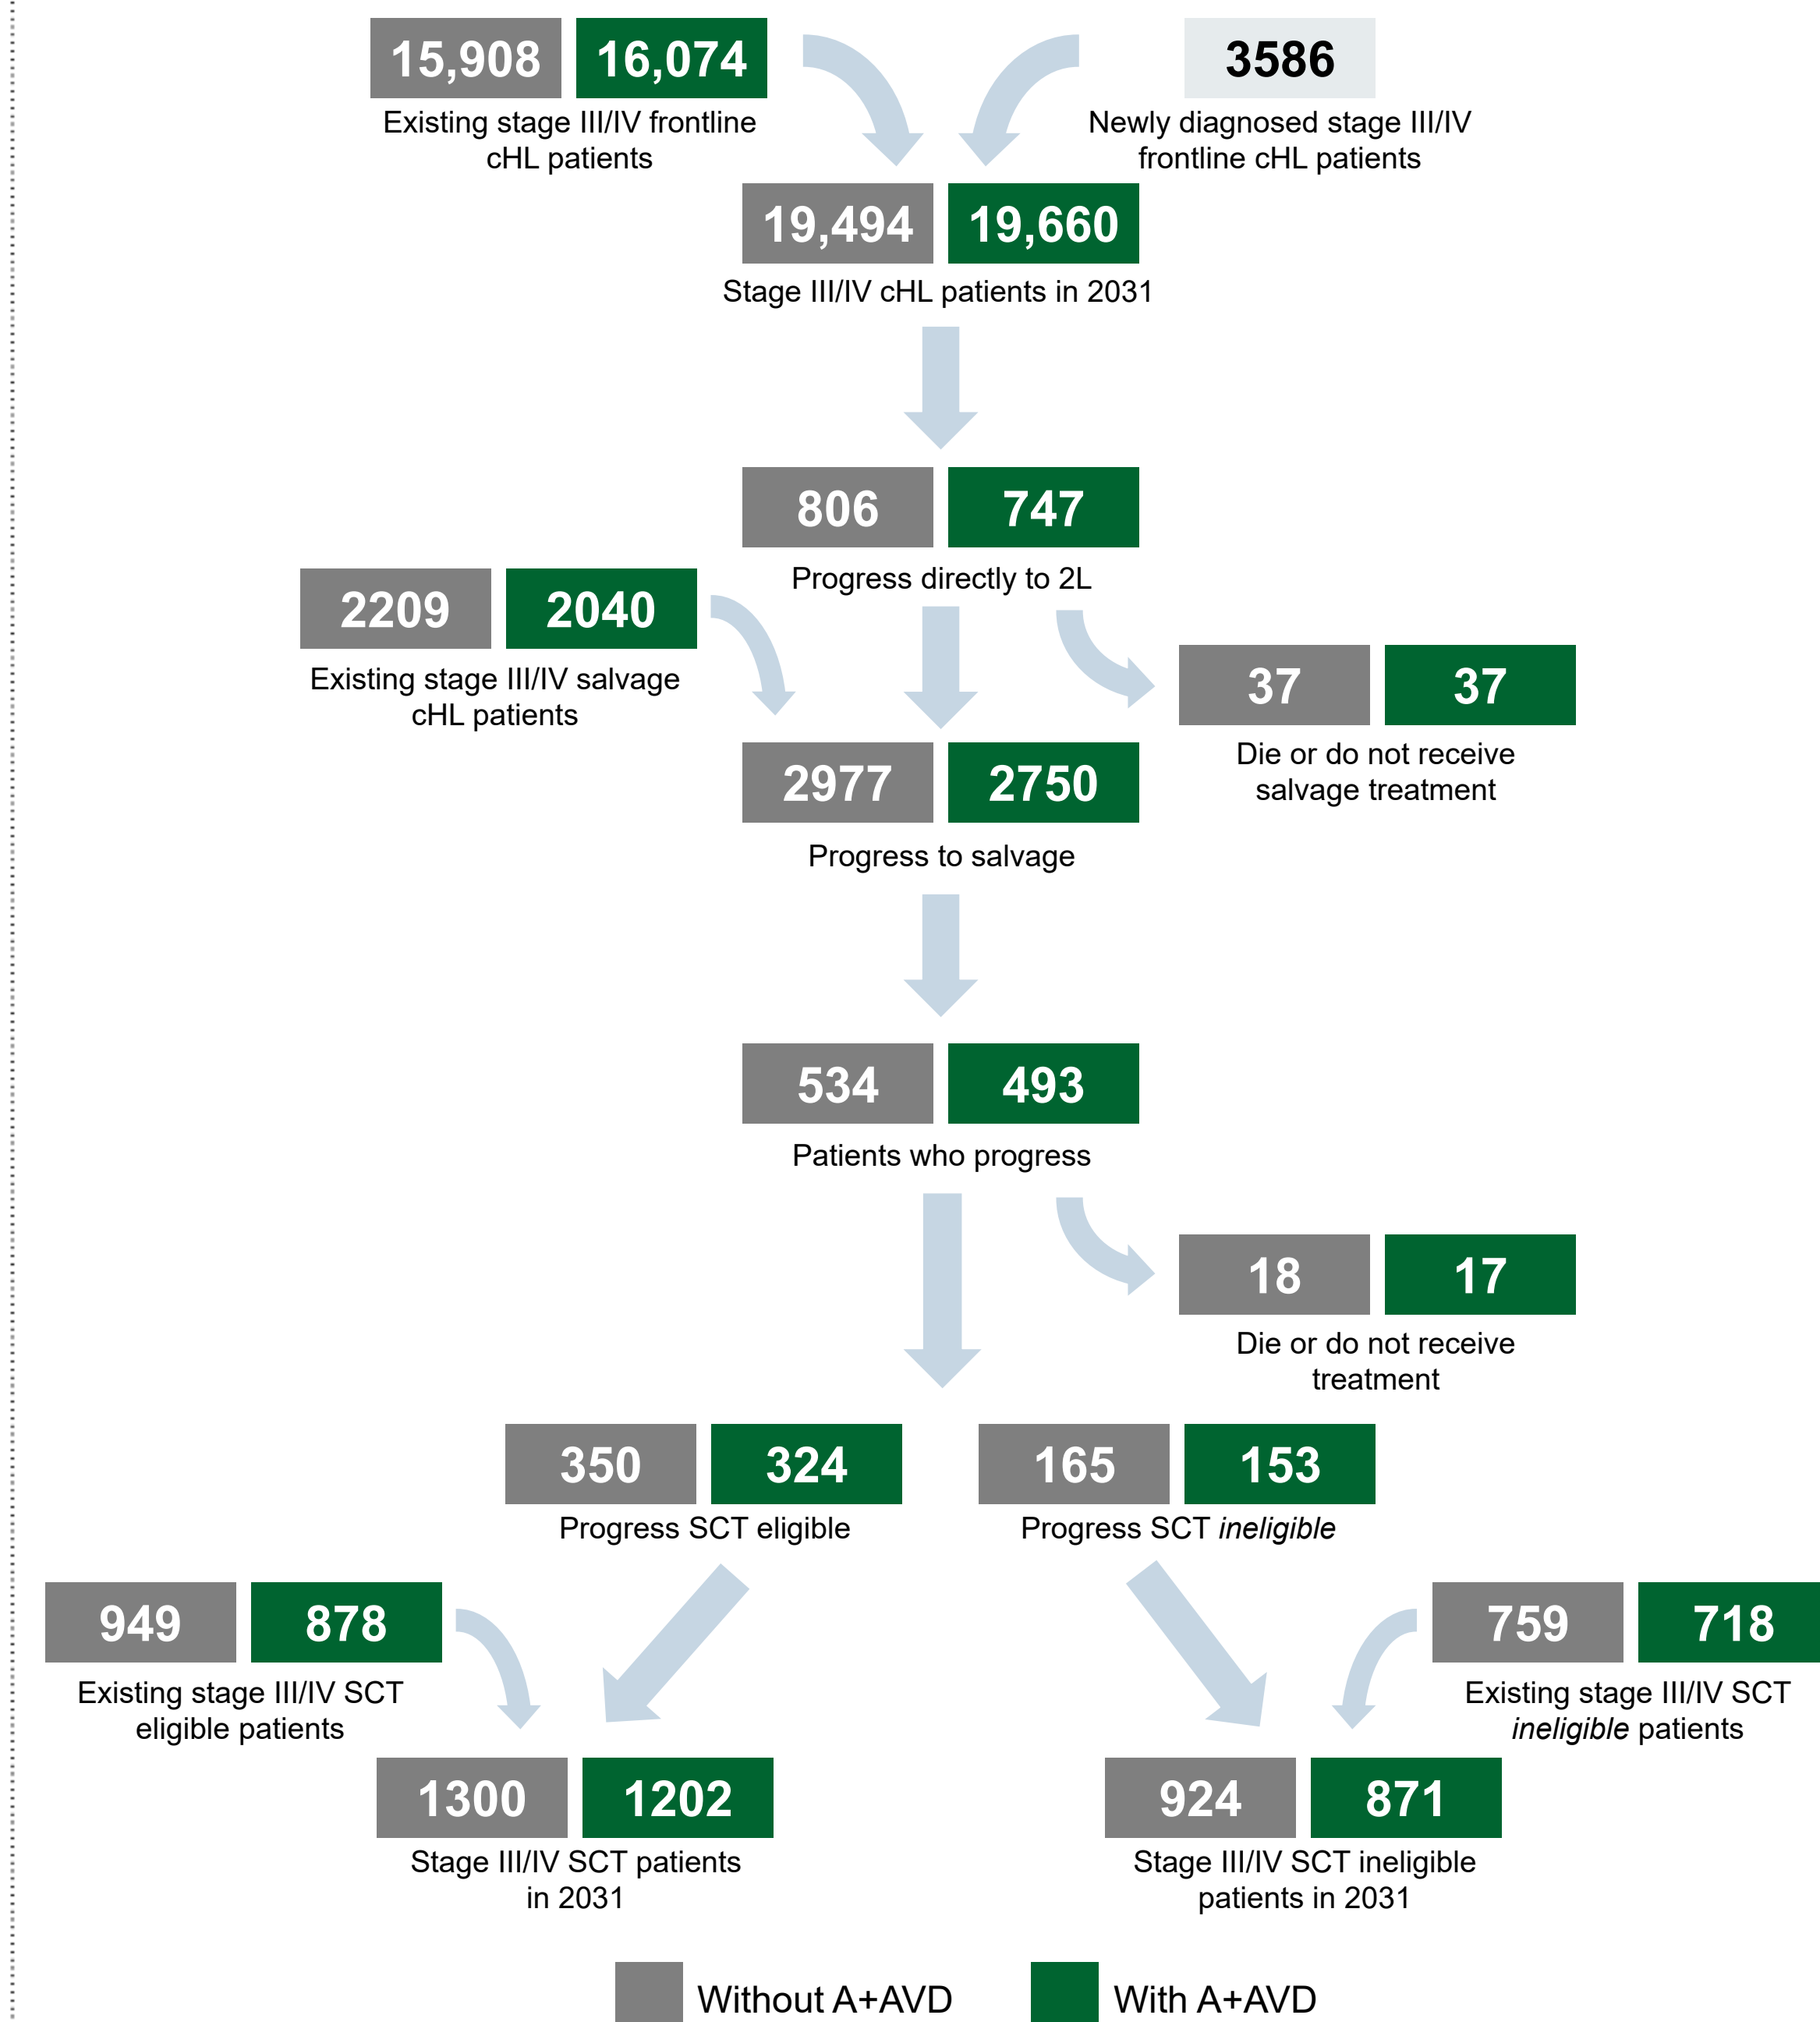 15,908 16,074
Existing stage III/IV frontline
cHL patients
3586
Newly diagnosed stage III/IV
frontline cHL patients
19,494 19,660
Stage III/IV cHL patients in 2031
806 747
Progress directly to 2L
2209 2040
Existing stage III/IV salvage
cHL patients
37 37
Die or do not receive
salvage treatment
2977 2750
Progress to salvage
534 493
Patients who progress
18 17
Die or do not receive
treatment
350 324
Progress SCT eligible
165 153
Progress SCT ineligible
949 878
Existing stage III/IV SCT
eligible patients
759 718
Existing stage III/IV SCT
ineligible patients
1300 1202
Stage III/IV SCT patients
in 2031
924 871
Stage III/IV SCT ineligible
patients in 2031
Without A+AVD With A+AVD